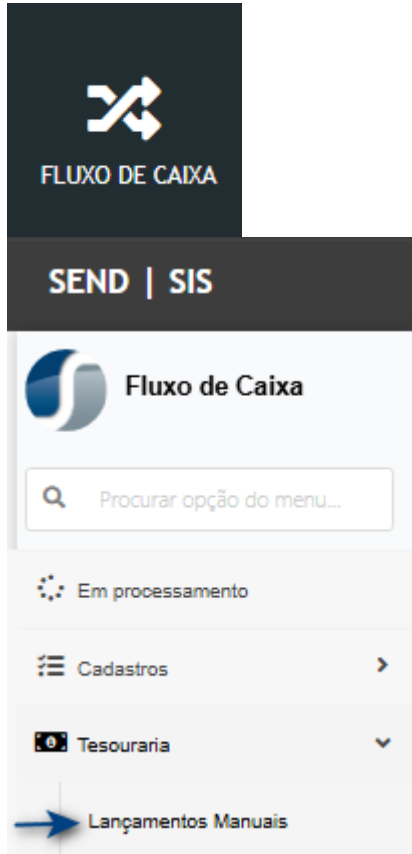 FLUXO DE CAIXA
SEND | SIS
Fluxo de Caixa
Procurar opção do menu...
Em processamento
Cadastros
Tesouraria
Lançamentos Manuais